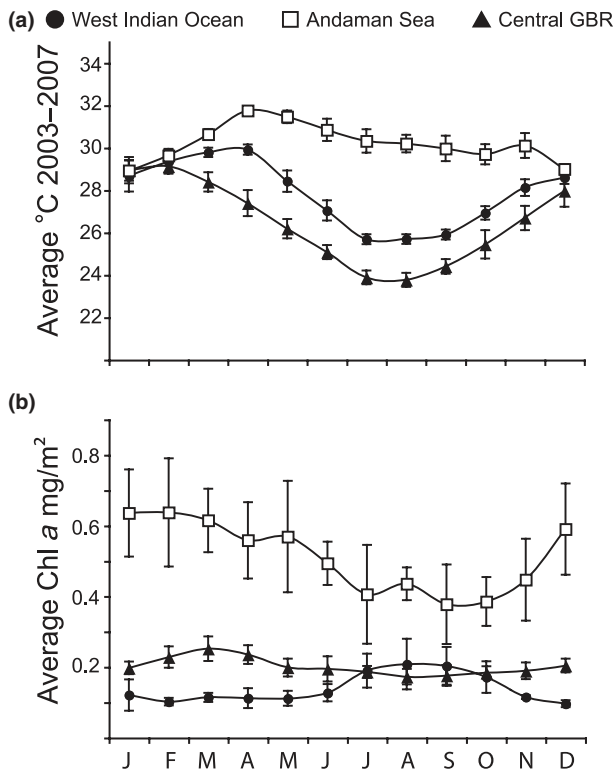 (a) ● West Indian Ocean □ Andaman Sea ▲ Central GBR
Average °C 2003–2007
34
32
30
28
26
24
22
(b)
Average Chl a mg/m²
0.8
0.6
0.4
0.2
J F M A M J J A S O N D